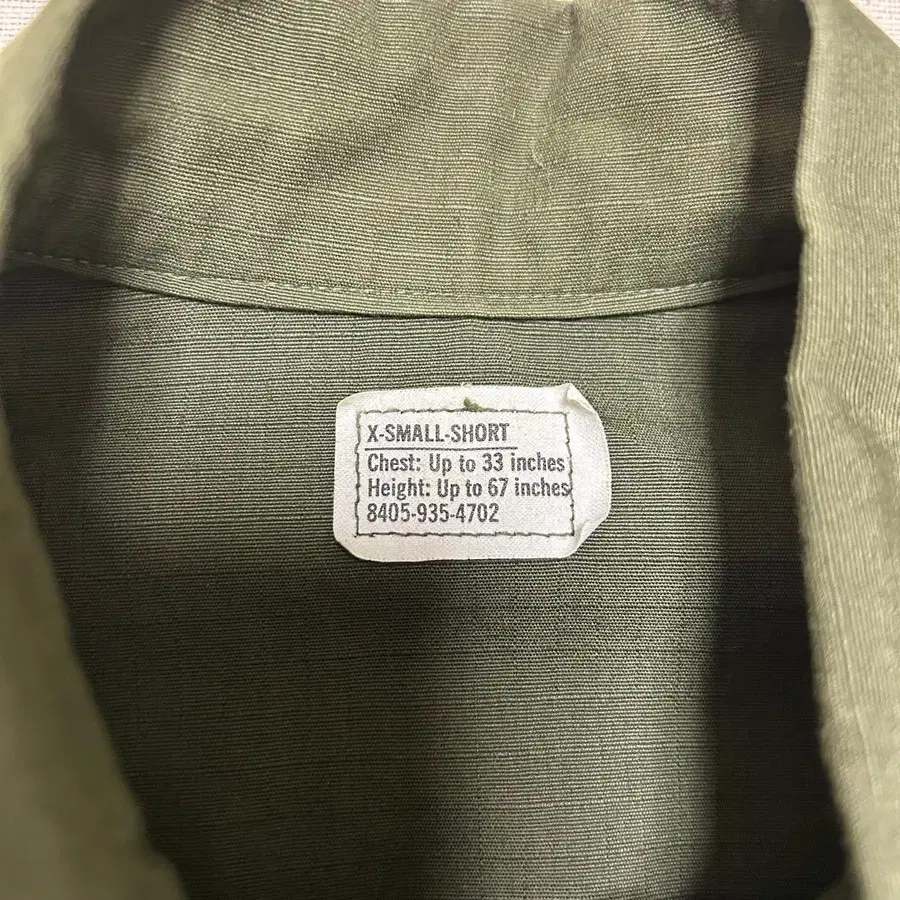 X-SMALL-SHORT
Chest: Up to 33 inches
Height: Up to 67 inches
8405-935-4702